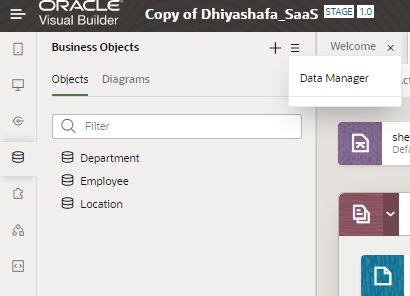 ORACLE
Visual Builder
Copy of Dhiyashafa_SaaS
STAGE 1.0
Business Objects
Welcome
Data Manager
Objects
Diagrams
Filter
Department
Employee
Location
she
Defa